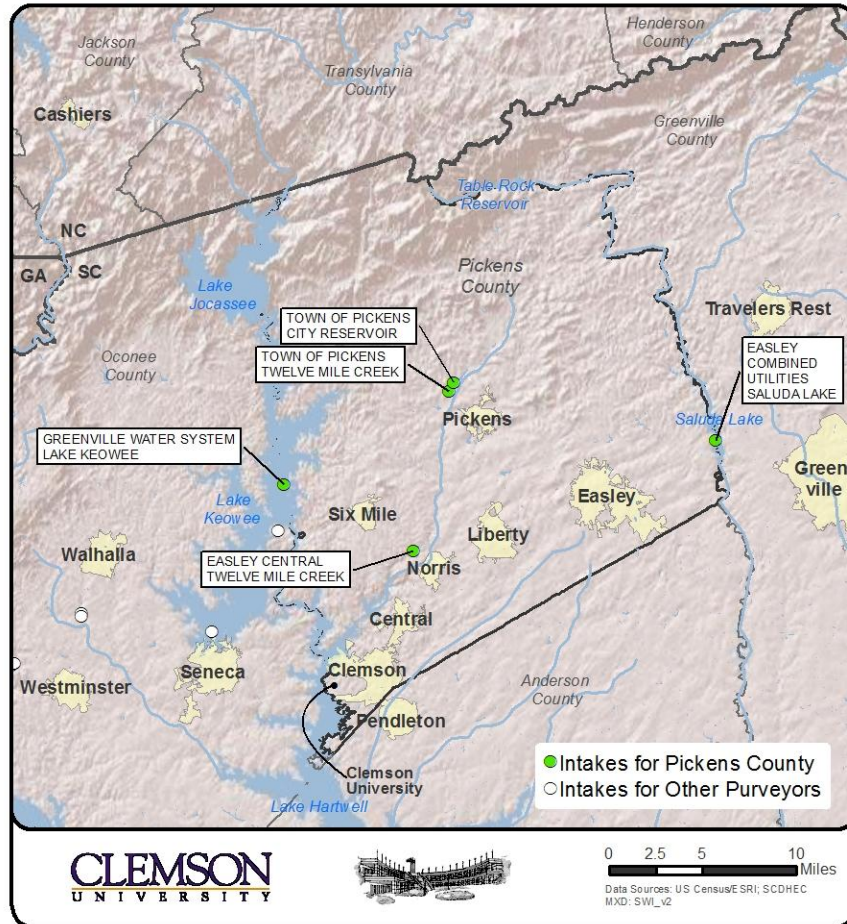 Henderson
County
Jackson
County
Transylvania
County
Cashiers
Greenville
County
Table Rock
Reservoir
NC
GA
SC
Pickens
County
Lake
Jocassee
TOWN OF PICKENS
CITY RESERVOIR
Travelers Rest
TOWN OF PICKENS
TWELVE MILE CREEK
EASLEY
COMBINED
UTILITIES
SALUDA LAKE
Oconee
County
Pickens
Saluda Lake
GREENVILLE WATER SYSTEM
LAKE KEOWEE
Green
ville
Lake
Keowee
Six Mile
Easley
Liberty
Walhalla
EASLEY CENTRAL
TWELVE MILE CREEK
Norris
Central
Seneca
Clemson
Westminster
Anderson
County
Pendleton
Clemson
University
Lake Hartwell
Intakes for Pickens County
Intakes for Other Purveyors
CLEMSON
UNIVERSITY
0 2.5 5 10
Miles
Data Sources: US Census/ESRI; SCDHEC
MXD: SWI_v2